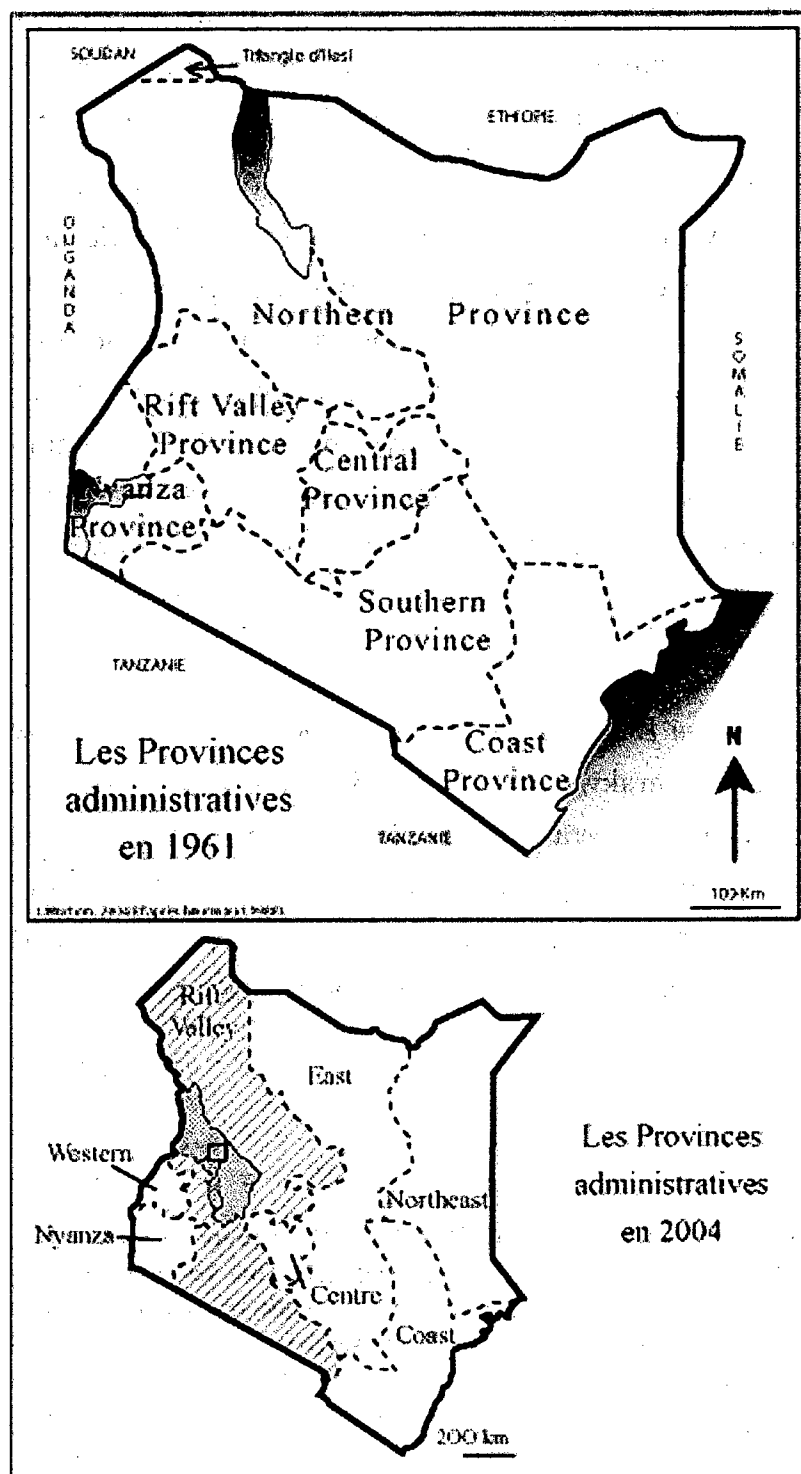 SOUDAN
Triangle d'Ilesi
ETHIOPIE
OUGANDA
SOMALIE
Northern Province
Rift Valley
Province
Central
Province
Nyanza
Province
Southern
Province
TANZANIE
Coast
Province
N
Les Provinces
administratives
en 1961
TANZANIE
100 Km
Rift
Valley
East
Western
Les Provinces
administratives
en 2004
Northeast
Nyanza
Centre
Coast
200 km